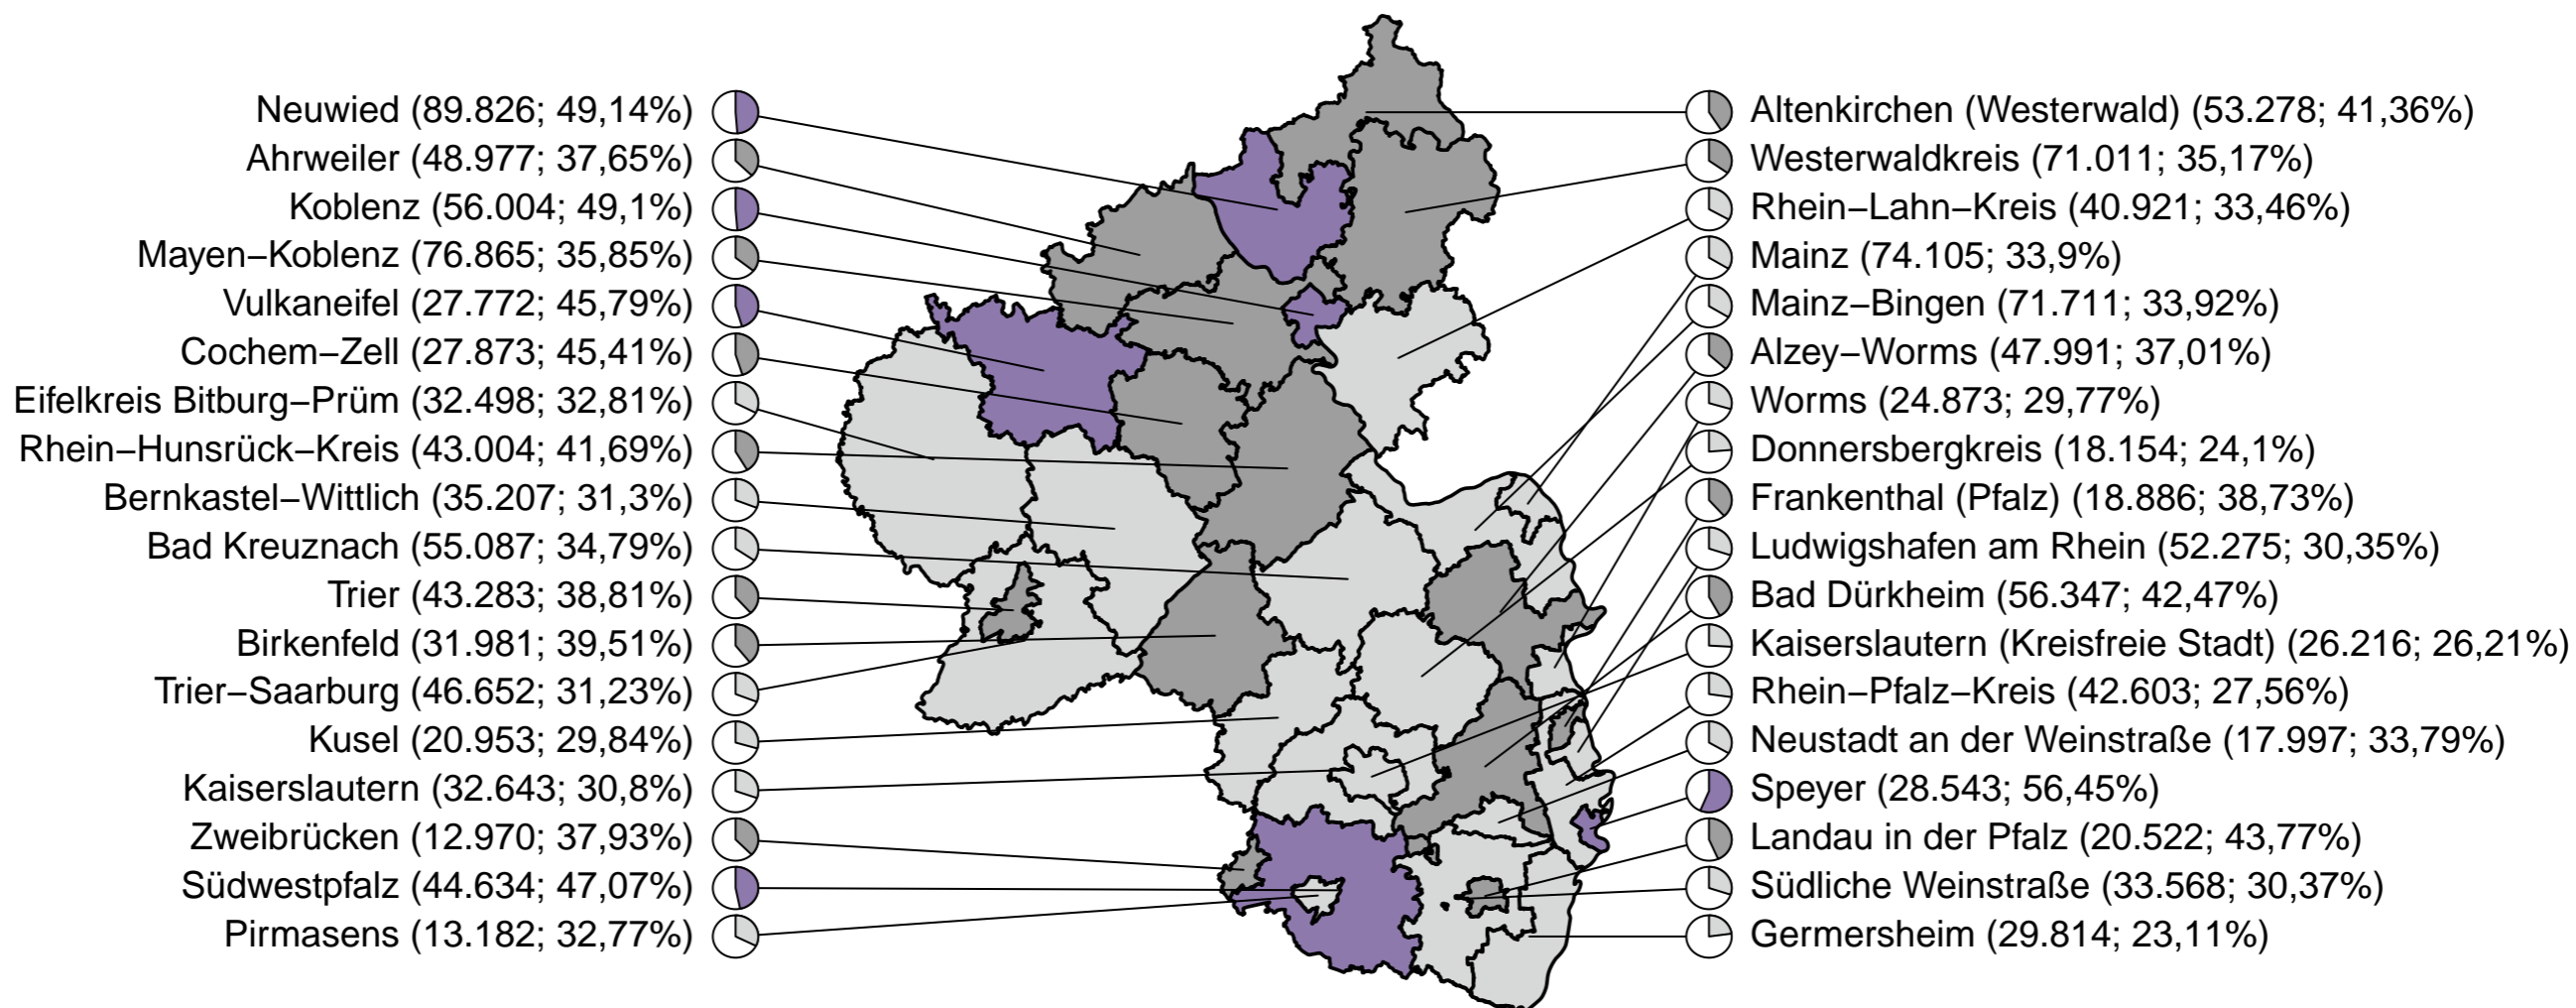 Neuwied (89.826; 49,14%)
Ahrweiler (48.977; 37,65%)
Koblenz (56.004; 49,1%)
Mayen−Koblenz (76.865; 35,85%)
Vulkaneifel (27.772; 45,79%)
Cochem−Zell (27.873; 45,41%)
Eifelkreis Bitburg−Prüm (32.498; 32,81%)
Rhein−Hunsrück−Kreis (43.004; 41,69%)
Bernkastel−Wittlich (35.207; 31,3%)
Bad Kreuznach (55.087; 34,79%)
Trier (43.283; 38,81%)
Birkenfeld (31.981; 39,51%)
Trier−Saarburg (46.652; 31,23%)
Kusel (20.953; 29,84%)
Kaiserslautern (32.643; 30,8%)
Zweibrücken (12.970; 37,93%)
Südwestpfalz (44.634; 47,07%)
Pirmasens (13.182; 32,77%)
Altenkirchen (Westerwald) (53.278; 41,36%)
Westerwaldkreis (71.011; 35,17%)
Rhein−Lahn−Kreis (40.921; 33,46%)
Mainz (74.105; 33,9%)
Mainz−Bingen (71.711; 33,92%)
Alzey−Worms (47.991; 37,01%)
Worms (24.873; 29,77%)
Donnersbergkreis (18.154; 24,1%)
Frankenthal (Pfalz) (18.886; 38,73%)
Ludwigshafen am Rhein (52.275; 30,35%)
Bad Dürkheim (56.347; 42,47%)
Kaiserslautern (Kreisfreie Stadt) (26.216; 26,21%)
Rhein−Pfalz−Kreis (42.603; 27,56%)
Neustadt an der Weinstraße (17.997; 33,79%)
Speyer (28.543; 56,45%)
Landau in der Pfalz (20.522; 43,77%)
Südliche Weinstraße (33.568; 30,37%)
Germersheim (29.814; 23,11%)